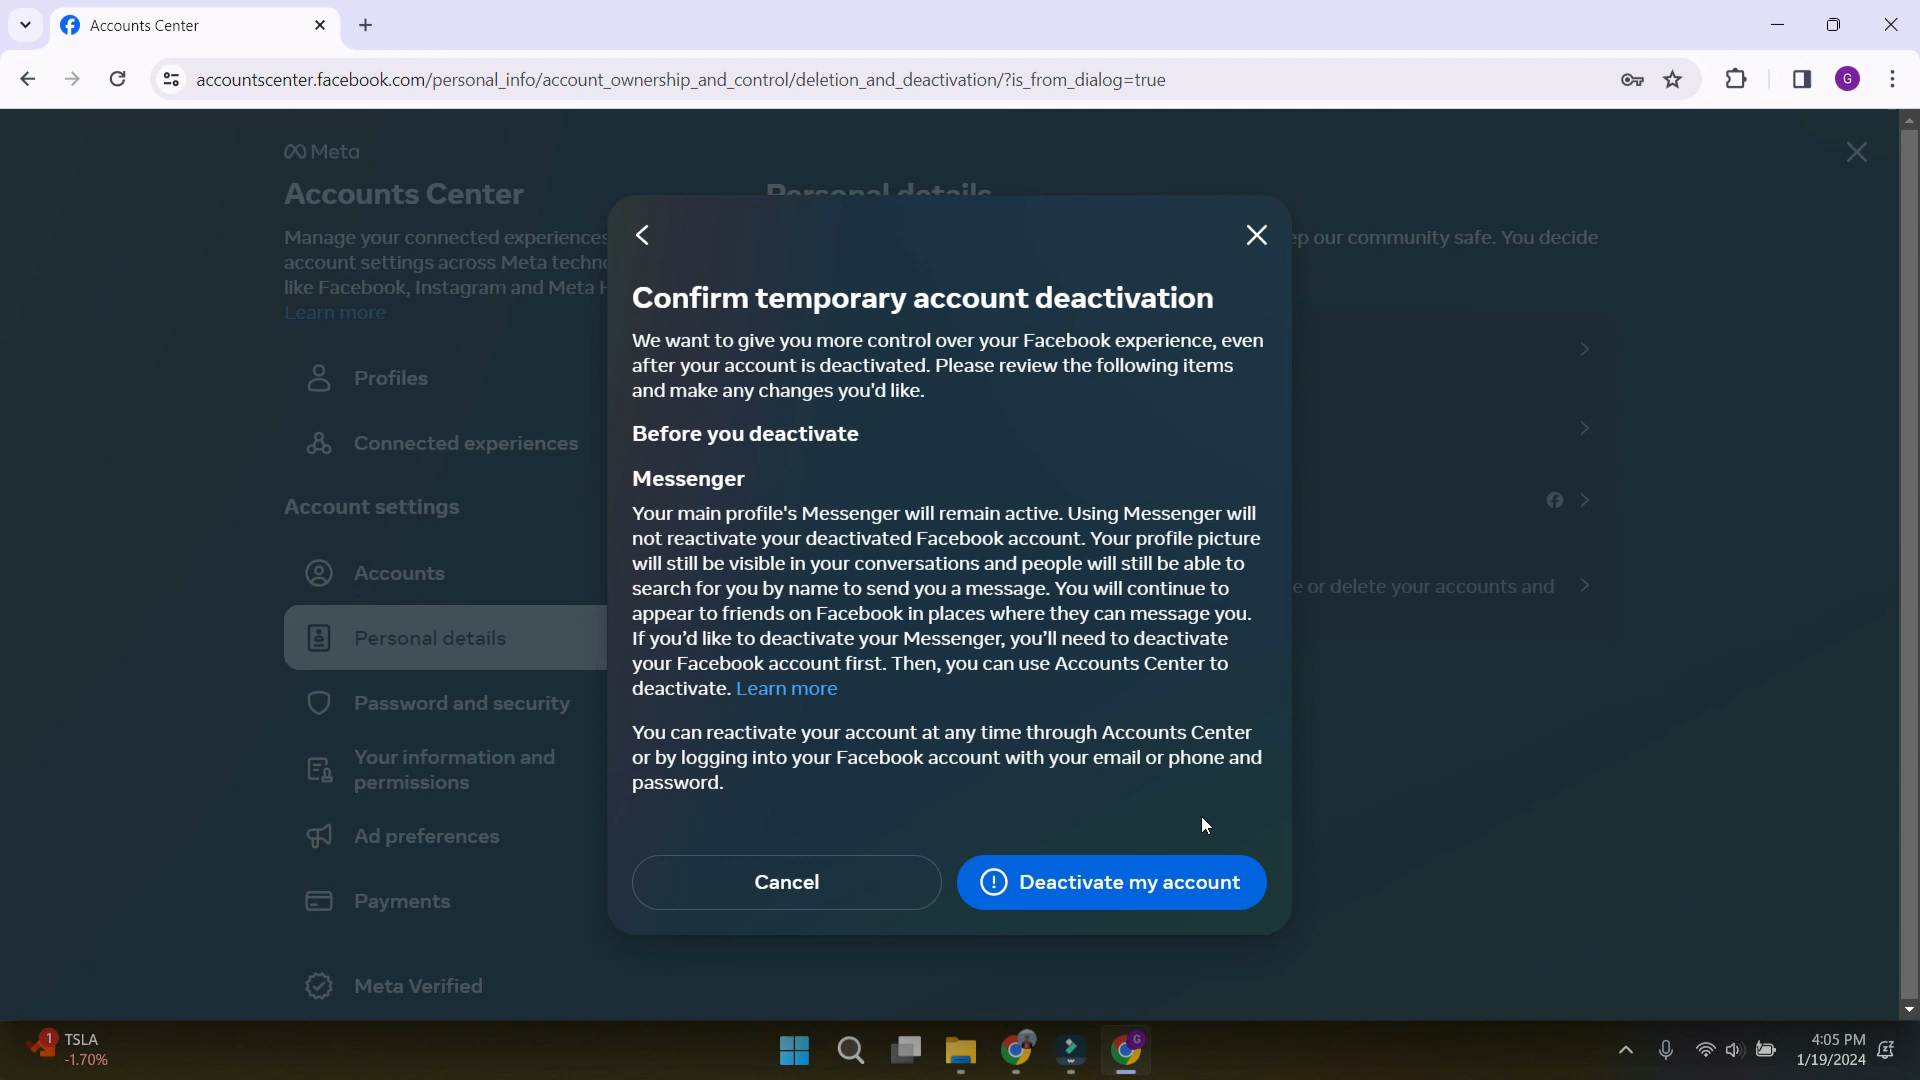 Accounts Center
accountscenter.facebook.com/personal_info/account_ownership_and_control/deletion_and_deactivation/?is_from_dialog=true
G
Meta
Accounts Center
Manage your connected experiences
account settings across Meta techno
like Facebook, Instagram and Meta H
Learn more
Profiles
Connected experiences
Account settings
Accounts
Personal details
Password and security
Your information and
permissions
Ad preferences
Payments
Meta Verified
Personal details
ep our community safe. You decide
e or delete your accounts and
Confirm temporary account deactivation
We want to give you more control over your Facebook experience, even
after your account is deactivated. Please review the following items
and make any changes you'd like.
Before you deactivate
Messenger
Your main profile's Messenger will remain active. Using Messenger will
not reactivate your deactivated Facebook account. Your profile picture
will still be visible in your conversations and people will still be able to
search for you by name to send you a message. You will continue to
appear to friends on Facebook in places where they can message you.
If you’d like to deactivate your Messenger, you’ll need to deactivate
your Facebook account first. Then, you can use Accounts Center to
deactivate. Learn more
You can reactivate your account at any time through Accounts Center
or by logging into your Facebook account with your email or phone and
password.
Cancel
Deactivate my account
1
TSLA
-1.70%
G
4:05 PM
1/19/2024